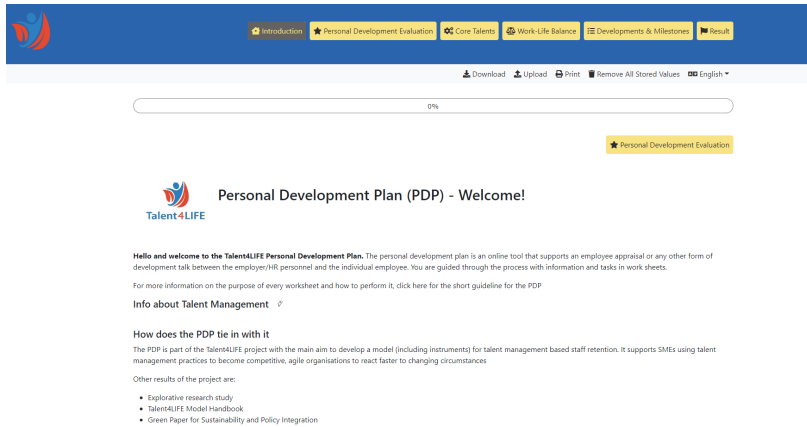 Introduction
Personal Development Evaluation
Core Talents
Work-Life Balance
Developments & Milestones
Result
Download
Upload
Print
Remove All Stored Values
English
0%
Personal Development Evaluation
Talent4LIFE
Personal Development Plan (PDP) - Welcome!
Hello and welcome to the Talent4LIFE Personal Development Plan. The personal development plan is an online tool that supports an employee appraisal or any other form of
development talk between the employer/HR personnel and the individual employee. You are guided through the process with information and tasks in work sheets.
For more information on the purpose of every worksheet and how to perform it, click here for the short guideline for the PDP
Info about Talent Management
How does the PDP tie in with it
The PDP is part of the Talent4LIFE project with the main aim to develop a model (including instruments) for talent management based staff retention. It supports SMEs using talent
management practices to become competitive, agile organisations to react faster to changing circumstances
Other results of the project are:
• Explorative research study
• Talent4LIFE Model Handbook
• Green Paper for Sustainability and Policy Integration